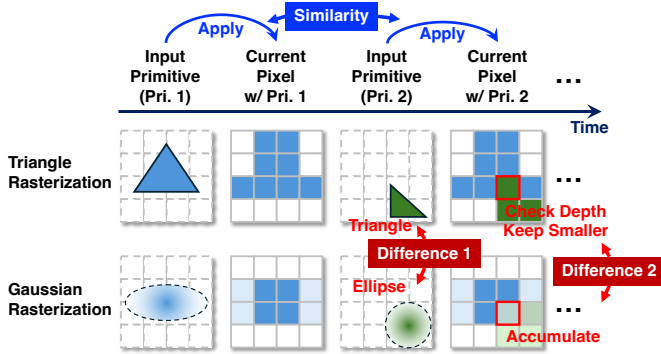 Similarity
Apply
Apply
Input
Primitive
(Pri. 1)
Current
Pixel
w/ Pri. 1
Input
Primitive
(Pri. 2)
Current
Pixel
w/ Pri. 2
...
Time
Triangle
Rasterization
...
Triangle
Check Depth
Keep Smaller
Difference 1
Difference 2
Gaussian
Rasterization
Ellipse
...
Accumulate